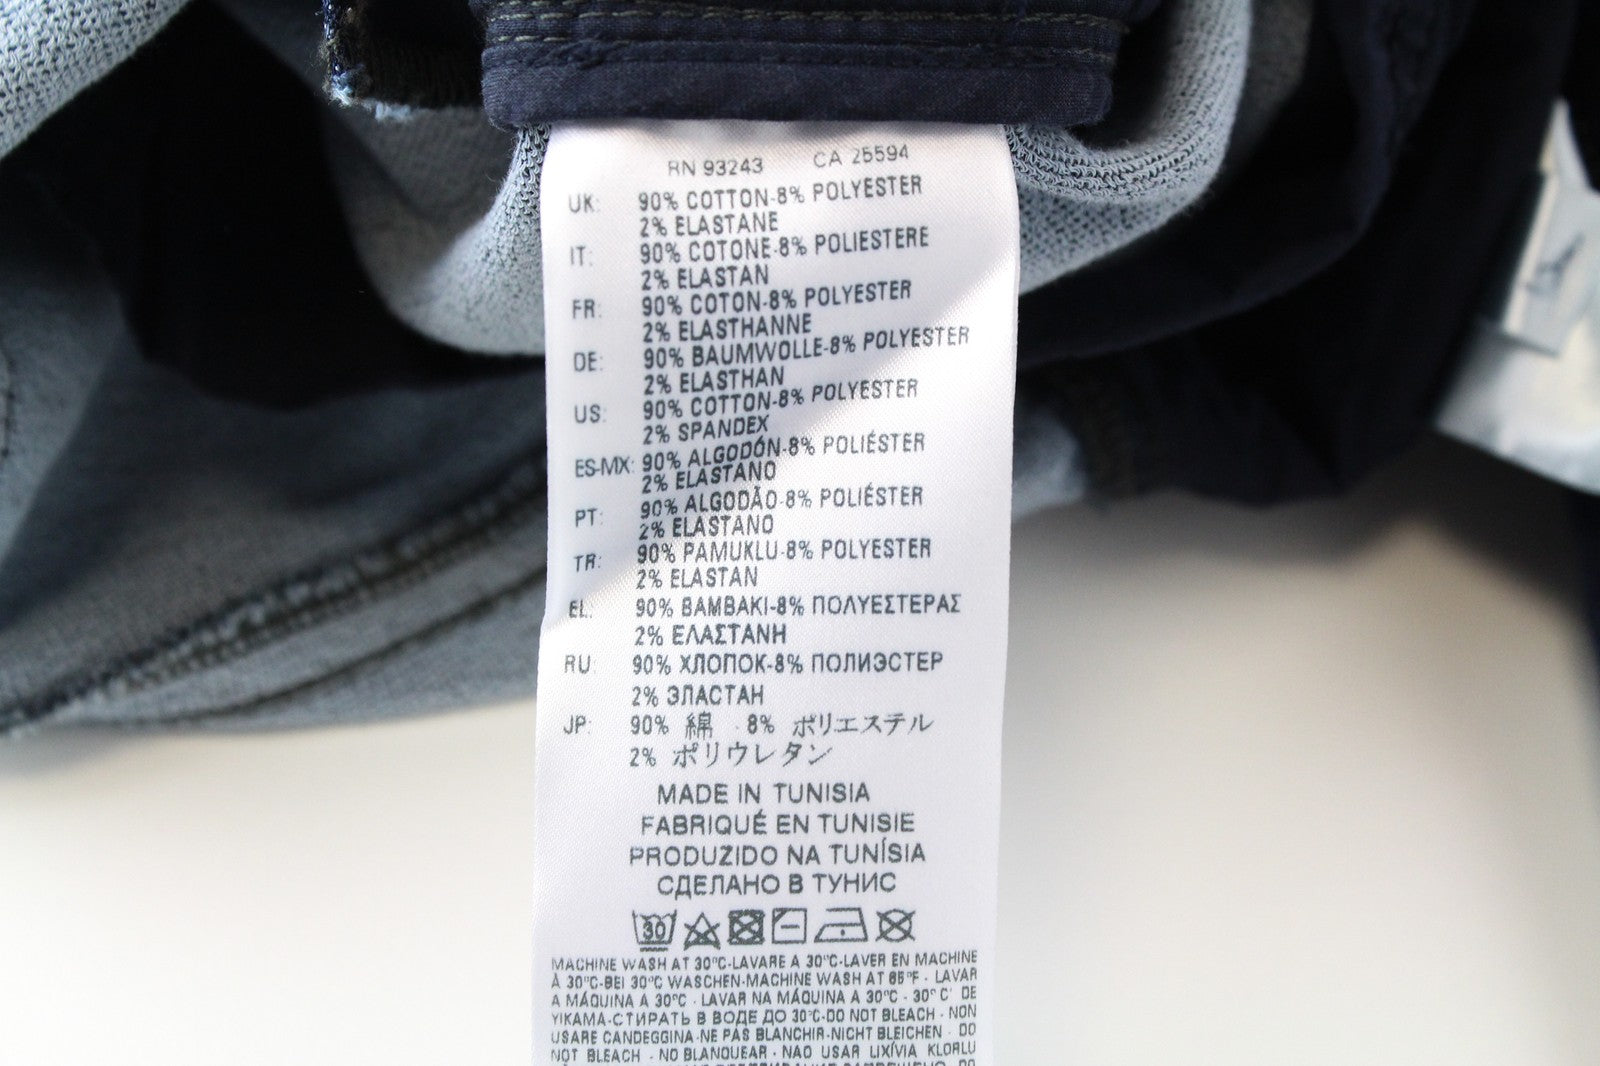 RN 93243 CA 25594
UK: 90% COTTON-8% POLYESTER
2% ELASTANE
IT: 90% COTONE-8% POLIESTERE
2% ELASTAN
FR: 90% COTON-8% POLYESTER
2% ELASTHANNE
DE: 90% BAUMWOLLE-8% POLYESTER
2% ELASTHAN
US: 90% COTTON-8% POLYESTER
2% SPANDEX
ES-MX: 90% ALGODÓN-8% POLIÉSTER
2% ELASTANO
PT: 90% ALGODÃO-8% POLIÉSTER
2% ELASTANO
TR: 90% PAMUKLU-8% POLYESTER
2% ELASTAN
EL: 90% ΒΑΜΒΑΚΙ-8% ΠΟΛΥΕΣΤΕΡΑΣ
2% ΕΛΑΣΤΑΝΗ
RU: 90% ХЛОПОК-8% ПОЛИЭСТЕР
2% ЭЛАСТАН
JP: 90% 綿 · 8% ポリエステル
2% ポリウレタン
MADE IN TUNISIA
FABRIQUÉ EN TUNISIE
PRODUZIDO NA TUNÍSIA
СДЕЛАНО В ТУНИС
30
MACHINE WASH AT 30°C-LAVARE A 30°C-LAVER EN MACHINE
À 30°C-BEI 30°C WASCHEN-MACHINE WASH AT 85°F - LAVAR
A MÁQUINA A 30°C - LAVAR NA MÁQUINA A 30°C - 30° C' DE
YIKAMA-СТИРАТЬ В ВОДЕ ДО 30°C-DO NOT BLEACH - NON
USARE CANDEGGINA-NE PAS BLANCHIR-NICHT BLEICHEN - DO
NOT BLEACH - NO BLANQUEAR - NAO USAR LIXÍVIA KLORLU